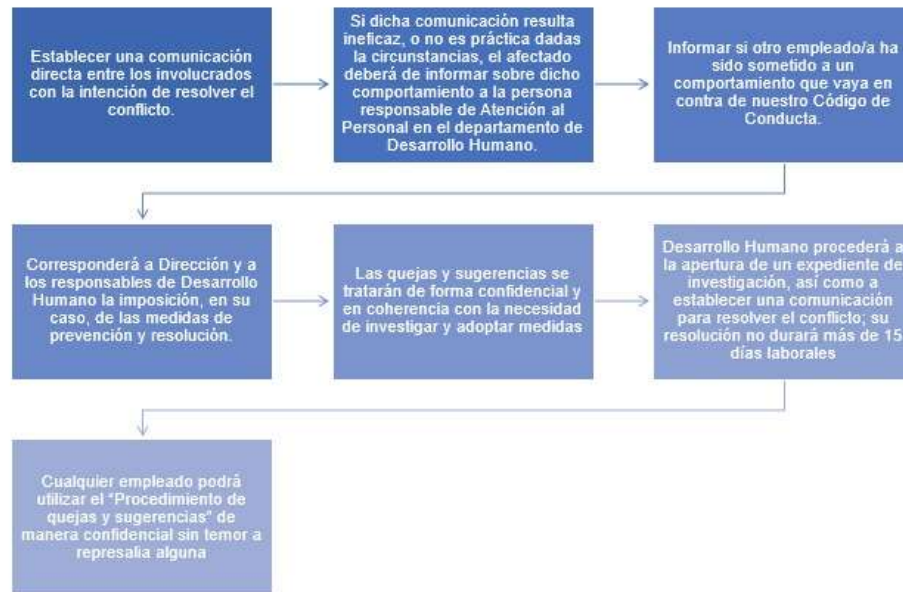 Establecer una comunicación
directa entre los involucrados
con la intención de resolver el
conflicto.
Si dicha comunicación resulta
ineficaz, o no es práctica dadas
la circunstancias, el afectado
deberá de informar sobre dicho
comportamiento a la persona
responsable de Atención al
Personal en el departamento de
Desarrollo Humano.
Informar si otro empleado/a ha
sido sometido a un
comportamiento que vaya en
contra de nuestro Código de
Conducta.
Corresponderá a Dirección y a
los responsables de Desarrollo
Humano la imposición, en su
caso, de las medidas de
prevención y resolución.
Las quejas y sugerencias se
tratarán de forma confidencial y
en coherencia con la necesidad
de investigar y adoptar medidas
Desarrollo Humano procederá a
la apertura de un expediente de
investigación, así como a
establecer una comunicación
para resolver el conflicto; su
resolución no durará más de 15
días laborales
Cualquier empleado podrá
utilizar el "Procedimiento de
quejas y sugerencias" de
manera confidencial sin temor a
represalia alguna